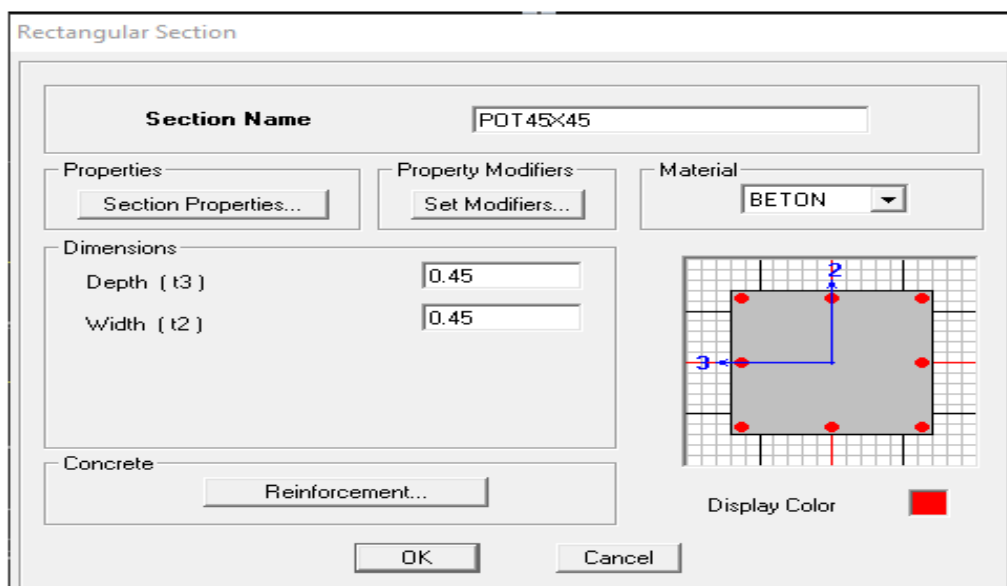 Rectangular Section
Section Name POT45X45
Properties Property Modifiers Material
Section Properties... Set Modifiers... BETON
Dimensions
Depth ( t3 ) 0.45
Width ( t2 ) 0.45
2
3
Concrete
Reinforcement...
Display Color
OK Cancel